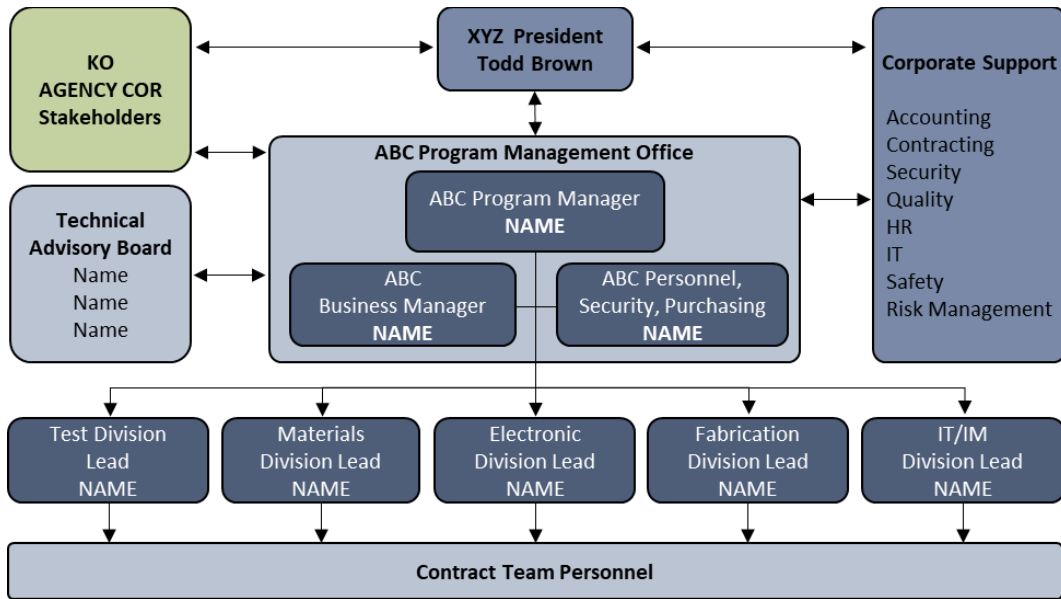 KO
AGENCY COR
Stakeholders
XYZ President
Todd Brown
Corporate Support
Accounting
Contracting
Security
Quality
HR
IT
Safety
Risk Management
Technical
Advisory Board
Name
Name
Name
ABC Program Management Office
ABC Program Manager
NAME
ABC
Business Manager
NAME
ABC Personnel,
Security, Purchasing
NAME
Test Division
Lead
NAME
Materials
Division Lead
NAME
Electronic
Division Lead
NAME
Fabrication
Division Lead
NAME
IT/IM
Division Lead
NAME
Contract Team Personnel